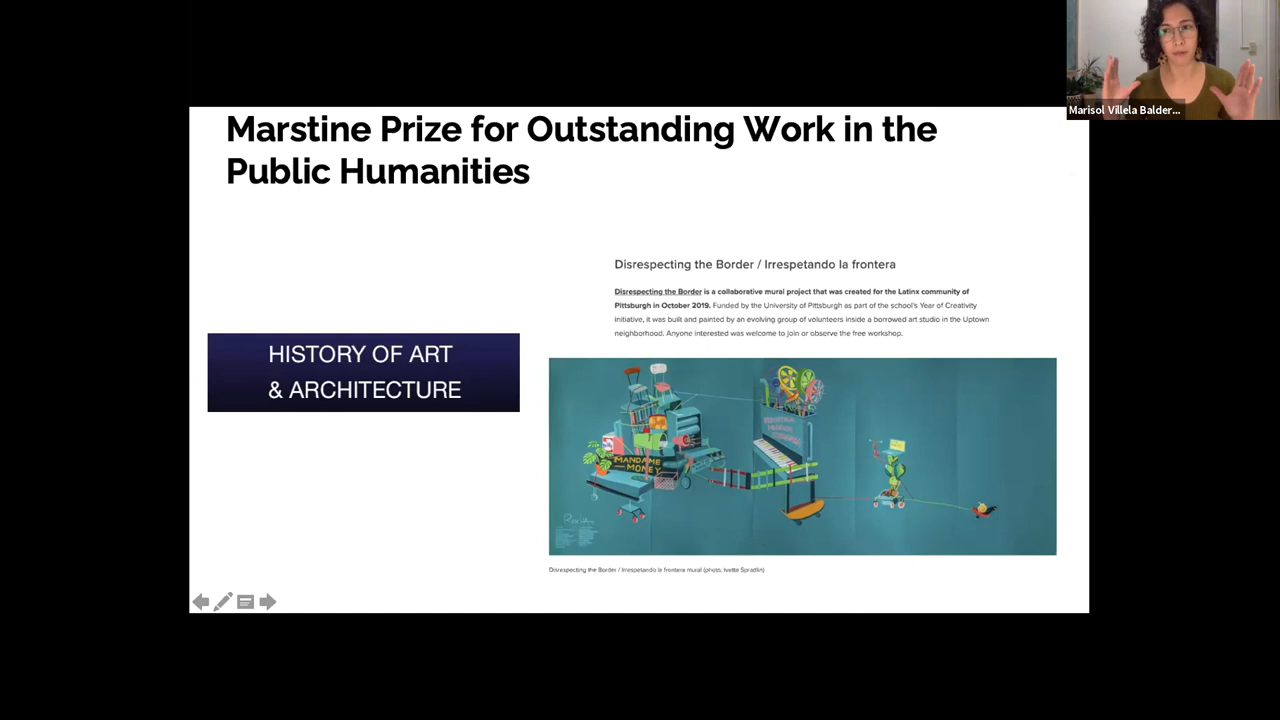 Marisol Villela Balder...
Marstine Prize for Outstanding Work in the
Public Humanities
Disrespecting the Border / Irrespetando la frontera
Disrespecting the Border is a collaborative mural project that was created for the Latinx community of
Pittsburgh in October 2019. Funded by the University of Pittsburgh as part of the school's Year of Creativity
initiative, it was built and painted by an evolving group of volunteers inside a borrowed art studio in the Uptown
neighborhood. Anyone interested was welcome to join or observe the free workshop.
HISTORY OF ART
& ARCHITECTURE
MANDAME
MONEY
Disrespecting the Border / Irrespetando la frontera mural (photo, Ivette Spradlin)